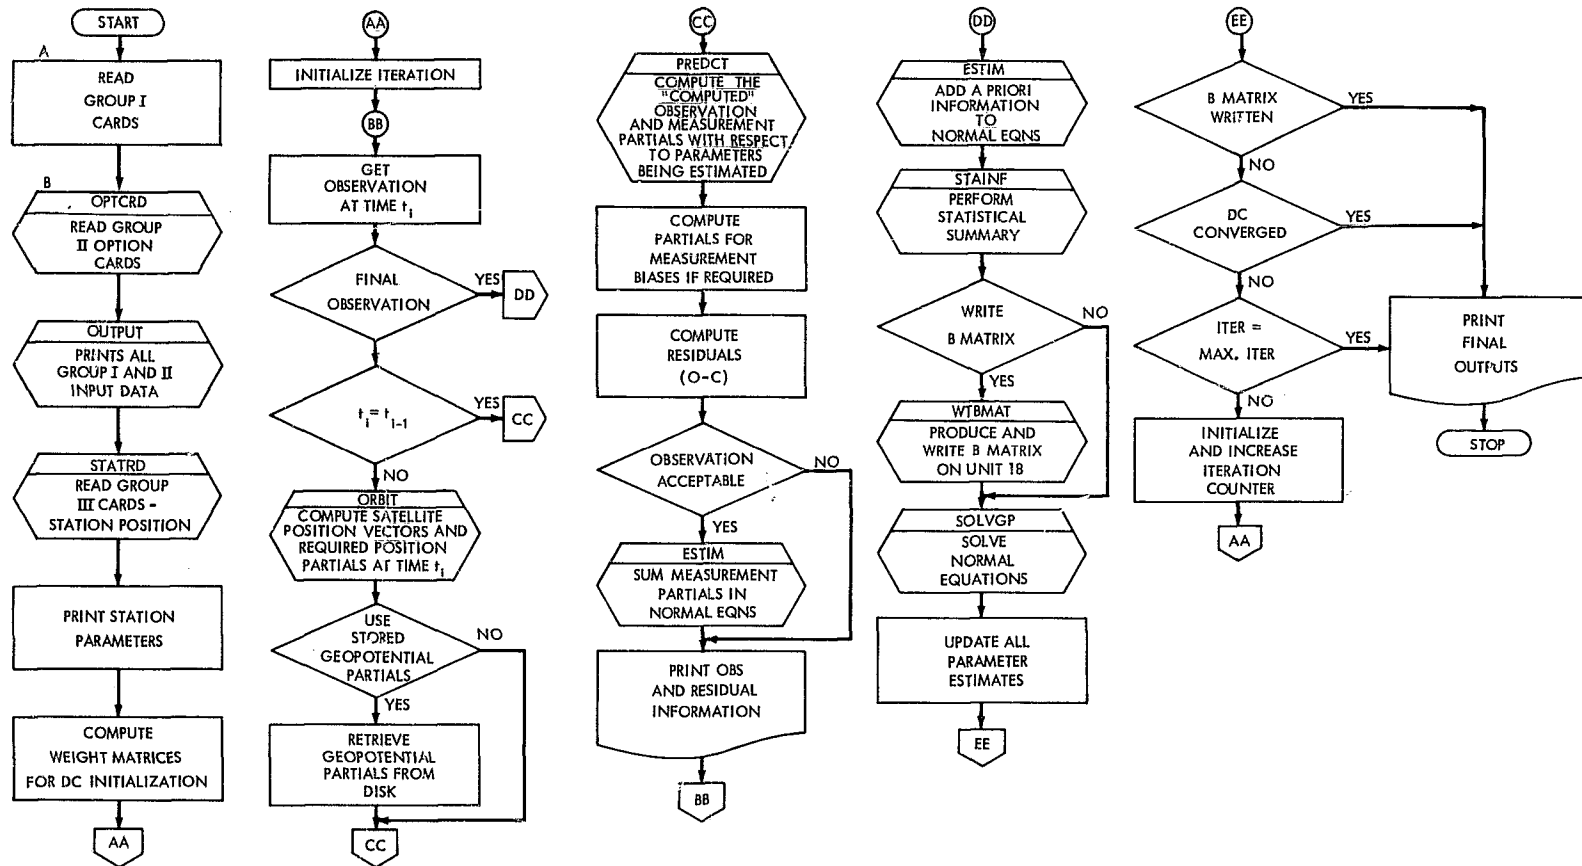 START
A
READ
GROUP I
CARDS
B
OPTCRD
READ GROUP
II OPTION
CARDS
OUTPUT
PRINTS ALL
GROUP I AND II
INPUT DATA
STATRD
READ GROUP
III CARDS -
STATION POSITION
PRINT STATION
PARAMETERS
COMPUTE
WEIGHT MATRICES
FOR DC INITIALIZATION
AA
AA
INITIALIZE ITERATION
BB
GET
OBSERVATION
AT TIME ti
FINAL
OBSERVATION
YES
DD
ti = ti-1
YES
CC
NO
ORBIT
COMPUTE SATELLITE
POSITION VECTORS AND
REQUIRED POSITION
PARTIALS AT TIME ti
USE
STORED
GEOPOTENTIAL
PARTIALS
NO
YES
RETRIEVE
GEOPOTENTIAL
PARTIALS FROM
DISK
CC
CC
PREDCT
COMPUTE THE
"COMPUTED"
OBSERVATION
AND MEASUREMENT
PARTIALS WITH RESPECT
TO PARAMETERS
BEING ESTIMATED
COMPUTE
PARTIALS FOR
MEASUREMENT
BIASES IF REQUIRED
COMPUTE
RESIDUALS
(O-C)
OBSERVATION
ACCEPTABLE
NO
YES
ESTIM
SUM MEASUREMENT
PARTIALS IN
NORMAL EQNS
PRINT OBS
AND RESIDUAL
INFORMATION
BB
DD
ESTIM
ADD A PRIORI
INFORMATION
TO
NORMAL EQNS
STAINF
PERFORM
STATISTICAL
SUMMARY
WRITE
B MATRIX
NO
YES
WTBMAT
PRODUCE AND
WRITE B MATRIX
ON UNIT 18
SOLVGP
SOLVE
NORMAL
EQUATIONS
UPDATE ALL
PARAMETER
ESTIMATES
EE
EE
B MATRIX
WRITTEN
YES
NO
DC
CONVERGED
YES
NO
ITER =
MAX. ITER
YES
NO
INITIALIZE
AND INCREASE
ITERATION
COUNTER
AA
PRINT
FINAL
OUTPUTS
STOP